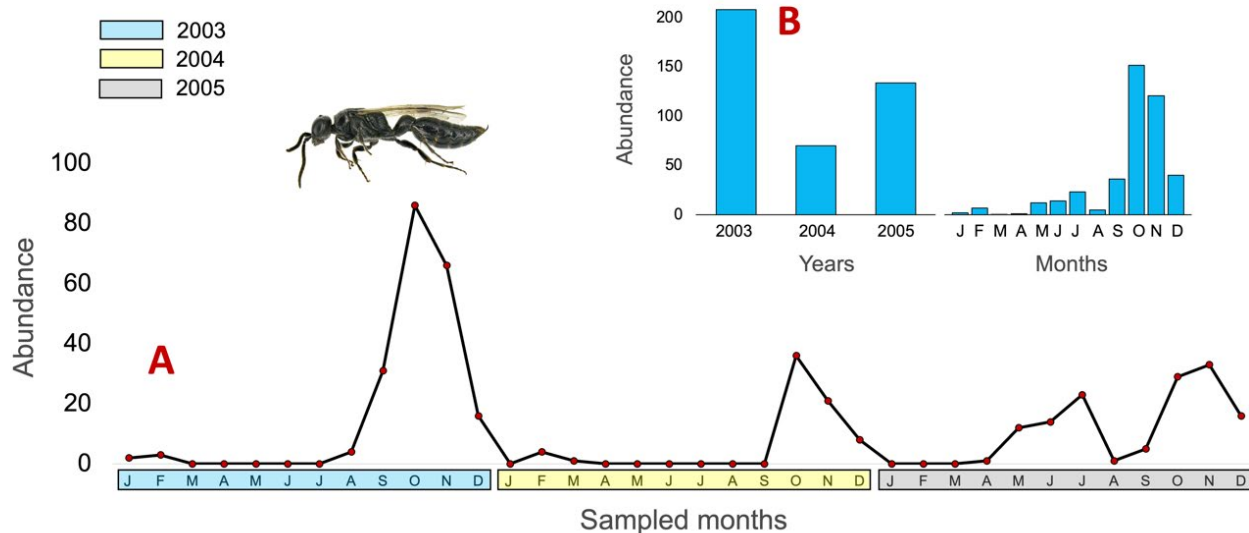 2003
2004
2005
Abundance
100
80
60
40
20
0
A
J F M A M J J A S O N D
J F M A M J J A S O N D
J F M A M J J A S O N D
Sampled months
B
Abundance
200
150
100
50
0
2003 2004 2005
Years
J F M A M J J A S O N D
Months